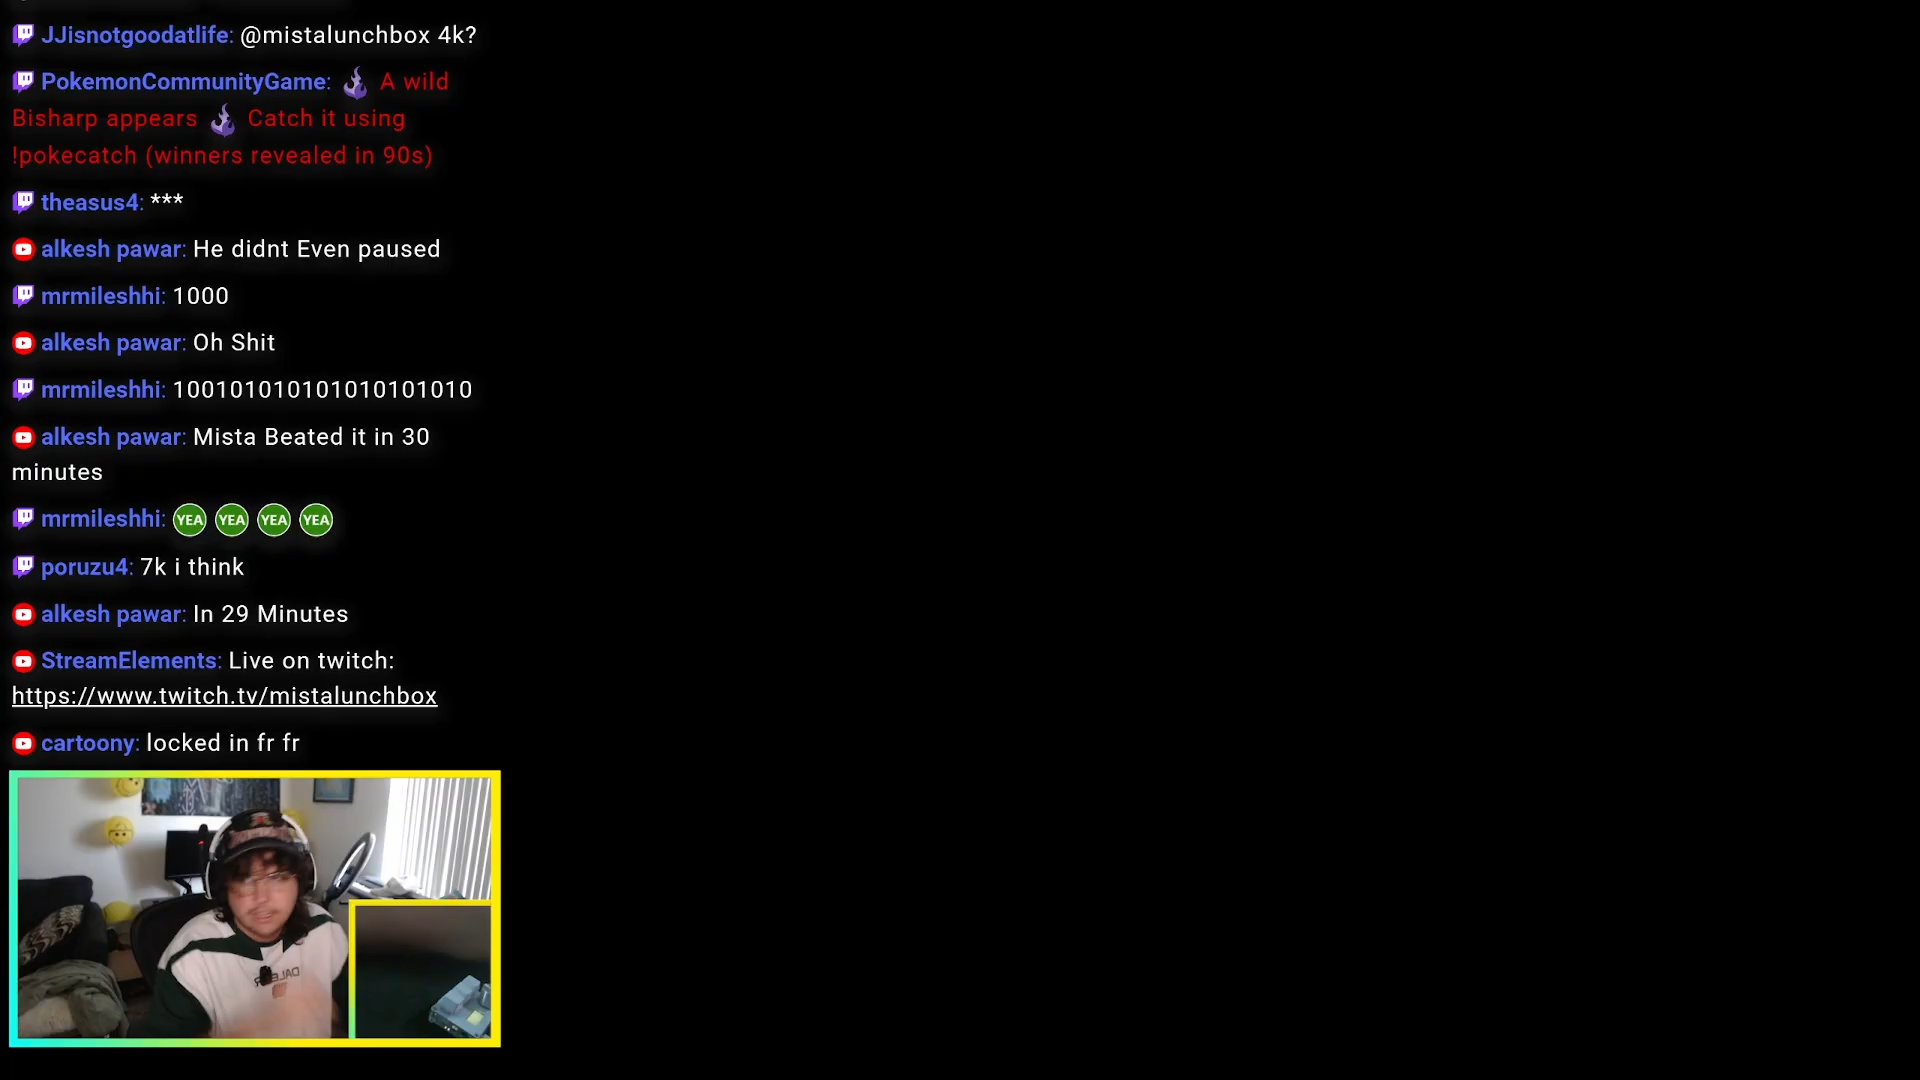 JJisnotgoodatlife: @mistalunchbox 4k?
PokemonCommunityGame: A wild
Bisharp appears Catch it using
!pokecatch (winners revealed in 90s)
theasus4: ***
alkesh pawar: He didnt Even paused
mrmileshhi: 1000
alkesh pawar: Oh Shit
mrmileshhi: 100101010101010101010
alkesh pawar: Mista Beated it in 30
minutes
mrmileshhi: YEA YEA YEA YEA
poruzu4: 7k i think
alkesh pawar: In 29 Minutes
StreamElements: Live on twitch:
https://www.twitch.tv/mistalunchbox
cartoony: locked in fr fr